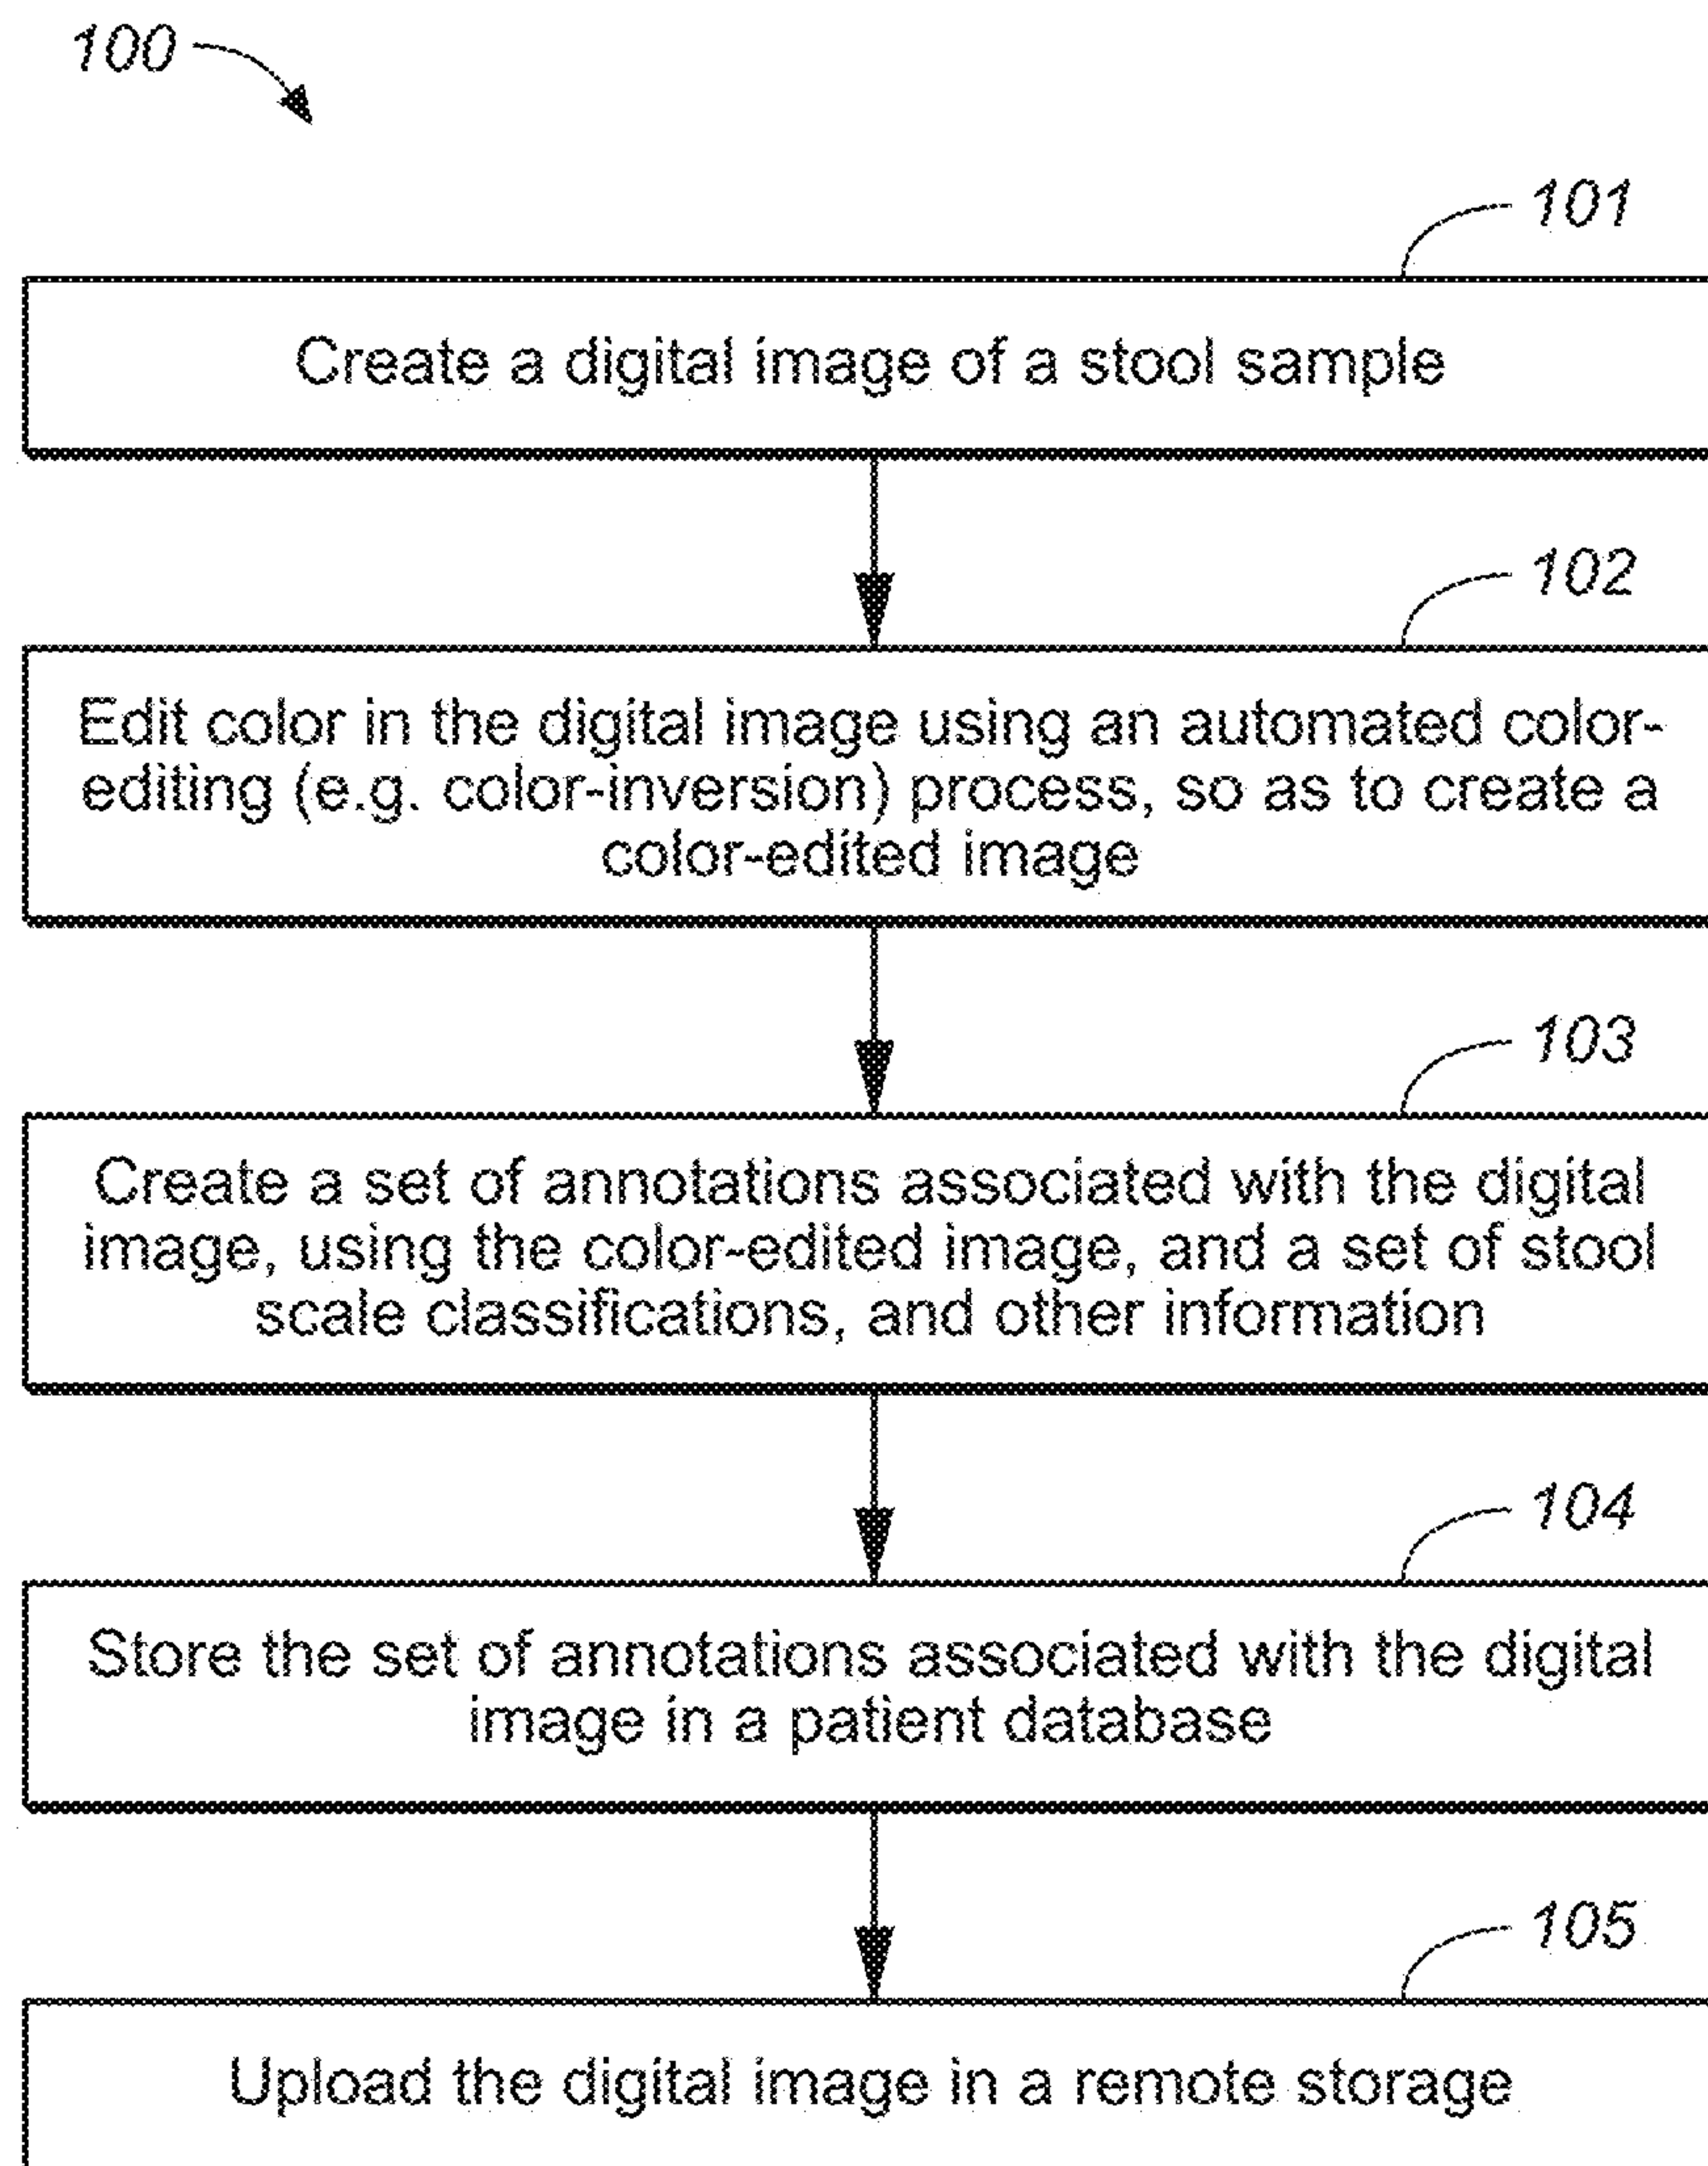 100
101
Create a digital image of a stool sample
102
Edit color in the digital image using an automated color-
editing (e.g. color-inversion) process, so as to create a
color-edited image
103
Create a set of annotations associated with the digital
image, using the color-edited image, and a set of stool
scale classifications, and other information
104
Store the set of annotations associated with the digital
image in a patient database
105
Upload the digital image in a remote storage